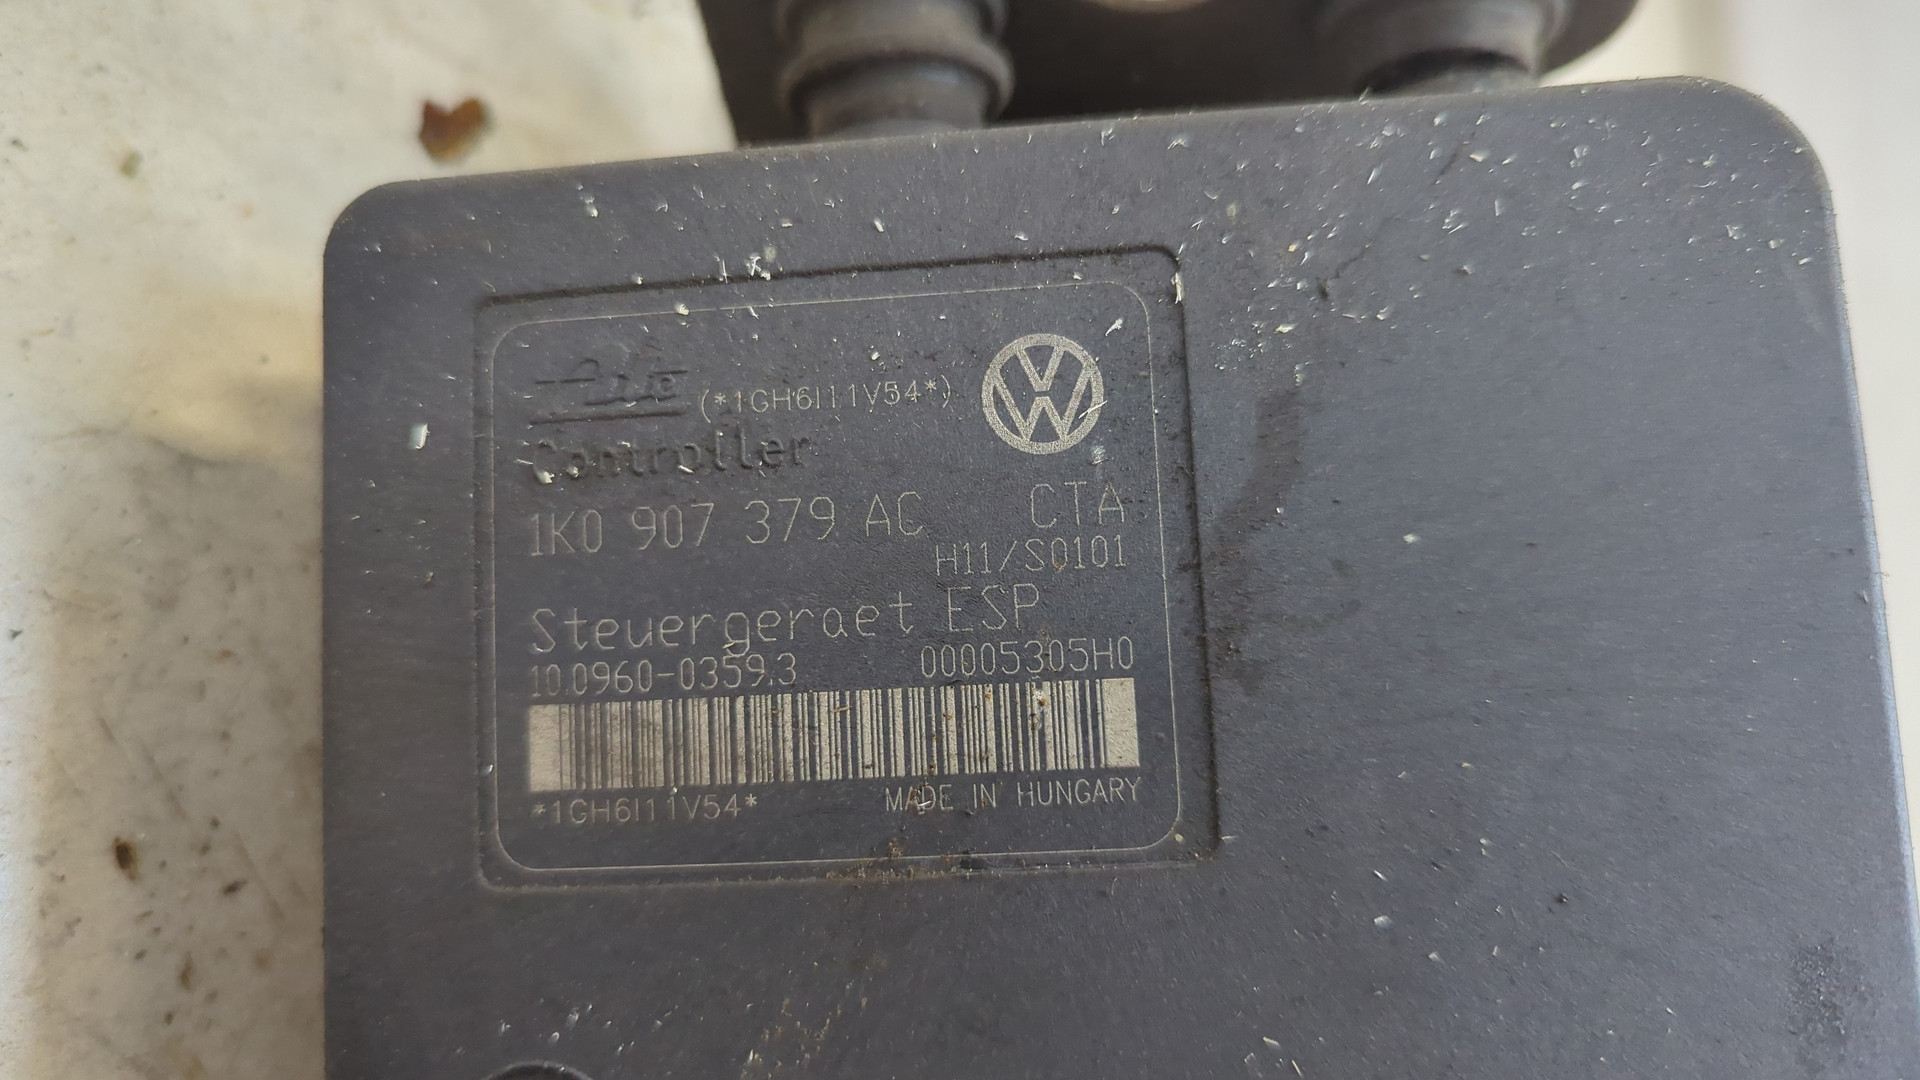 Ate (*1GH6I11V54*)
Controller
1K0 907 379 AC CTA
H11/S0101
Steuergeraet ESP
10.0960-0359.3 00005305H0
*1GH6I11V54* MADE IN HUNGARY